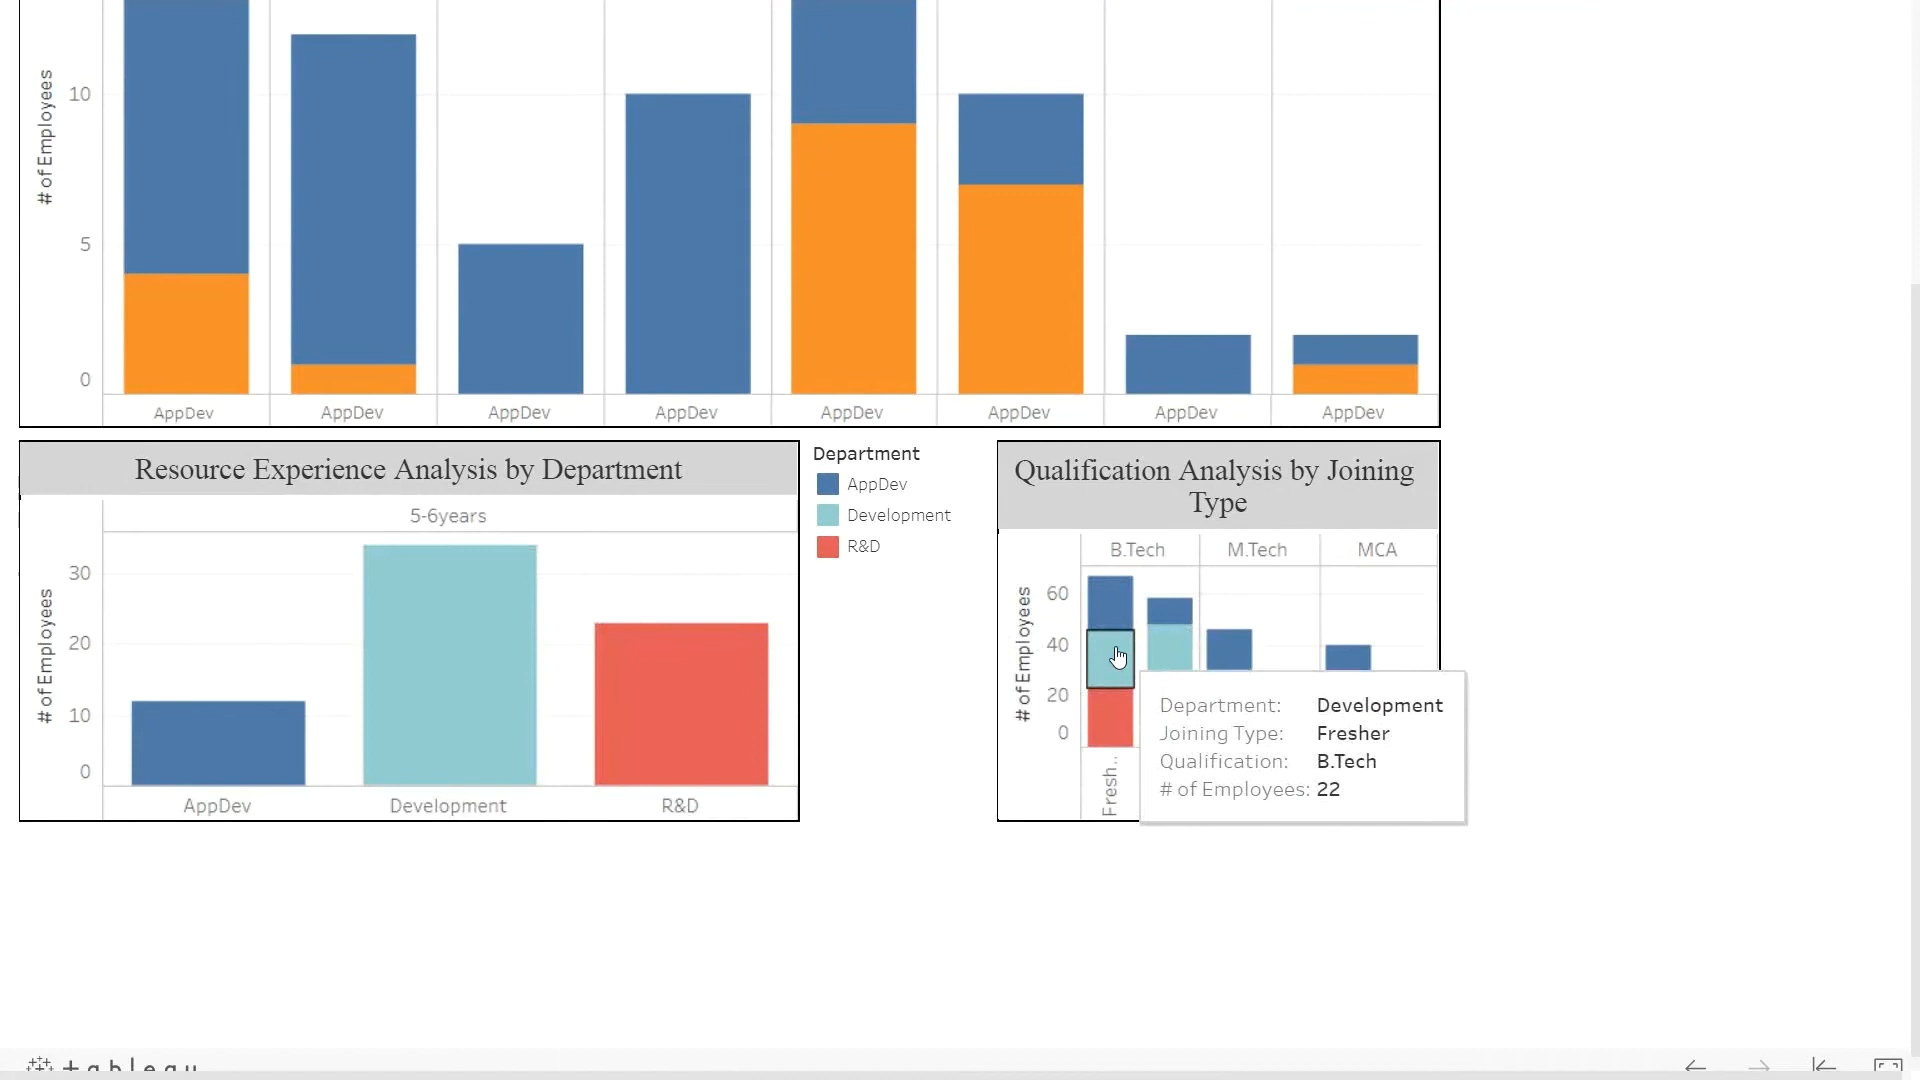 # of Employees
10
5
0
AppDev AppDev AppDev AppDev AppDev AppDev AppDev AppDev
Resource Experience Analysis by Department
5-6years
# of Employees
30
20
10
0
AppDev Development R&D
Department
AppDev
Development
R&D
Qualification Analysis by Joining
Type
B.Tech M.Tech MCA
# of Employees
60
40
20
0
Fresh..
Department: Development
Joining Type: Fresher
Qualification: B.Tech
# of Employees: 22
tableau